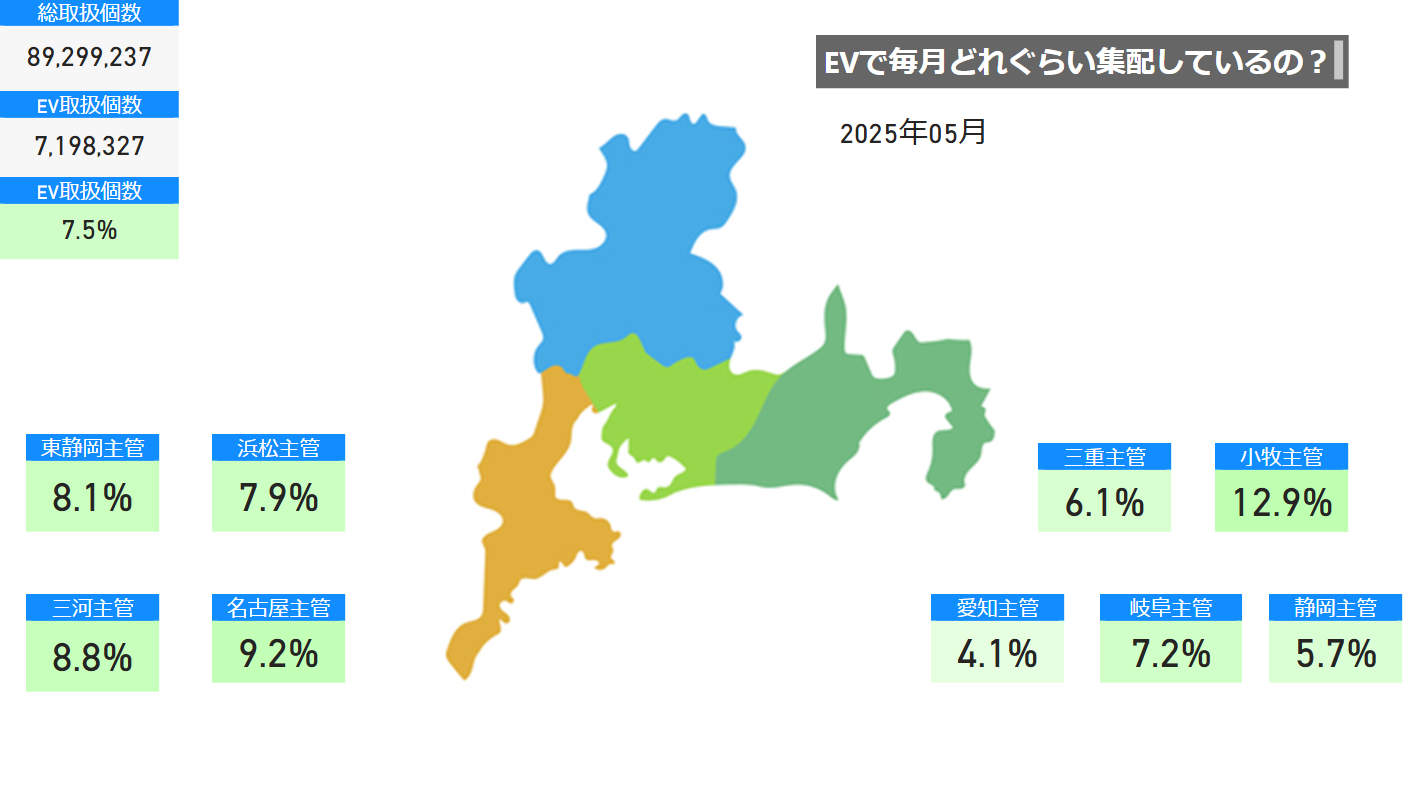 総取扱個数
89,299,237
EV取扱個数
7,198,327
EV取扱個数
7.5%
EVで毎月どれぐらい集配しているの？
2025年05月
東静岡主管
8.1%
浜松主管
7.9%
三河主管
8.8%
名古屋主管
9.2%
三重主管
6.1%
小牧主管
12.9%
愛知主管
4.1%
岐阜主管
7.2%
静岡主管
5.7%